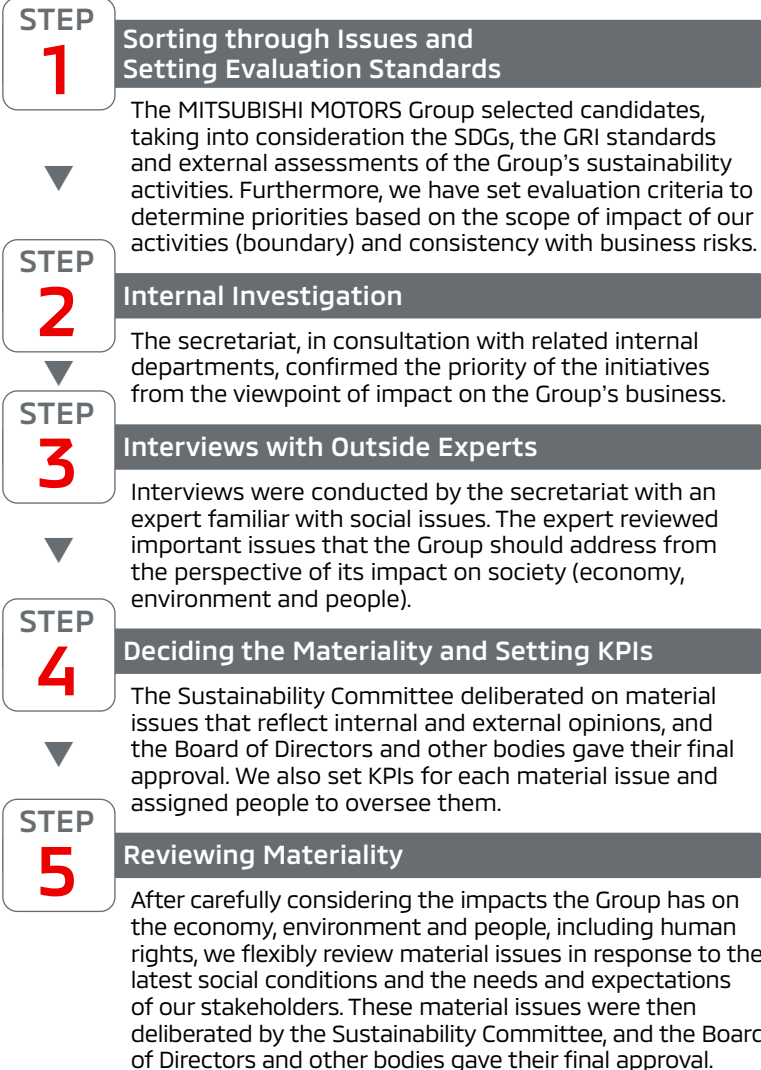 STEP
1
Sorting through Issues and
Setting Evaluation Standards
The MITSUBISHI MOTORS Group selected candidates,
taking into consideration the SDGs, the GRI standards
and external assessments of the Group’s sustainability
activities. Furthermore, we have set evaluation criteria to
determine priorities based on the scope of impact of our
activities (boundary) and consistency with business risks.
STEP
2
Internal Investigation
The secretariat, in consultation with related internal
departments, confirmed the priority of the initiatives
from the viewpoint of impact on the Group’s business.
STEP
3
Interviews with Outside Experts
Interviews were conducted by the secretariat with an
expert familiar with social issues. The expert reviewed
important issues that the Group should address from
the perspective of its impact on society (economy,
environment and people).
STEP
4
Deciding the Materiality and Setting KPIs
The Sustainability Committee deliberated on material
issues that reflect internal and external opinions, and
the Board of Directors and other bodies gave their final
approval. We also set KPIs for each material issue and
assigned people to oversee them.
STEP
5
Reviewing Materiality
After carefully considering the impacts the Group has on
the economy, environment and people, including human
rights, we flexibly review material issues in response to the
latest social conditions and the needs and expectations
of our stakeholders. These material issues were then
deliberated by the Sustainability Committee, and the Board
of Directors and other bodies gave their final approval.